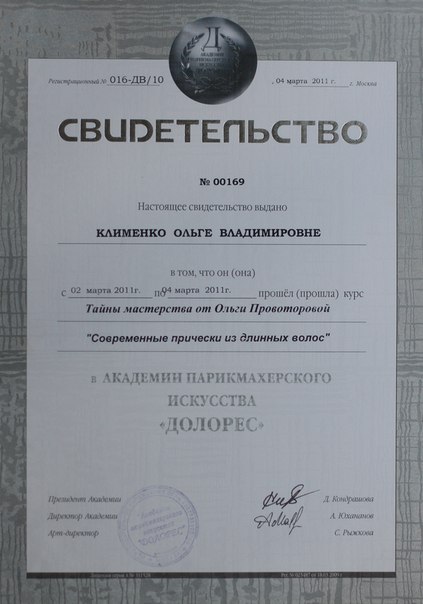 Д
АКАДЕМИЯ
Регистрационный № 016-ДВ/10 , 04 марта 2011 г. г. Москва
СВИДЕТЕЛЬСТВО
№ 00169
Настоящее свидетельство выдано
КЛИМЕНКО ОЛЬГЕ ВЛАДИМИРОВНЕ
в том, что он (она)
с 02 марта 2011г. по 04 марта 2011г. прошёл (прошла) курс
Тайны мастерства от Ольги Провоторовой
"Современные прически из длинных волос"
в АКАДЕМИИ ПАРИКМАХЕРСКОГО
ИСКУССТВА
«ДОЛОРЕС»
Президент Академии Д. Кондрашова
Директор Академии А. Юхананов
Арт-директор С. Рыжкова